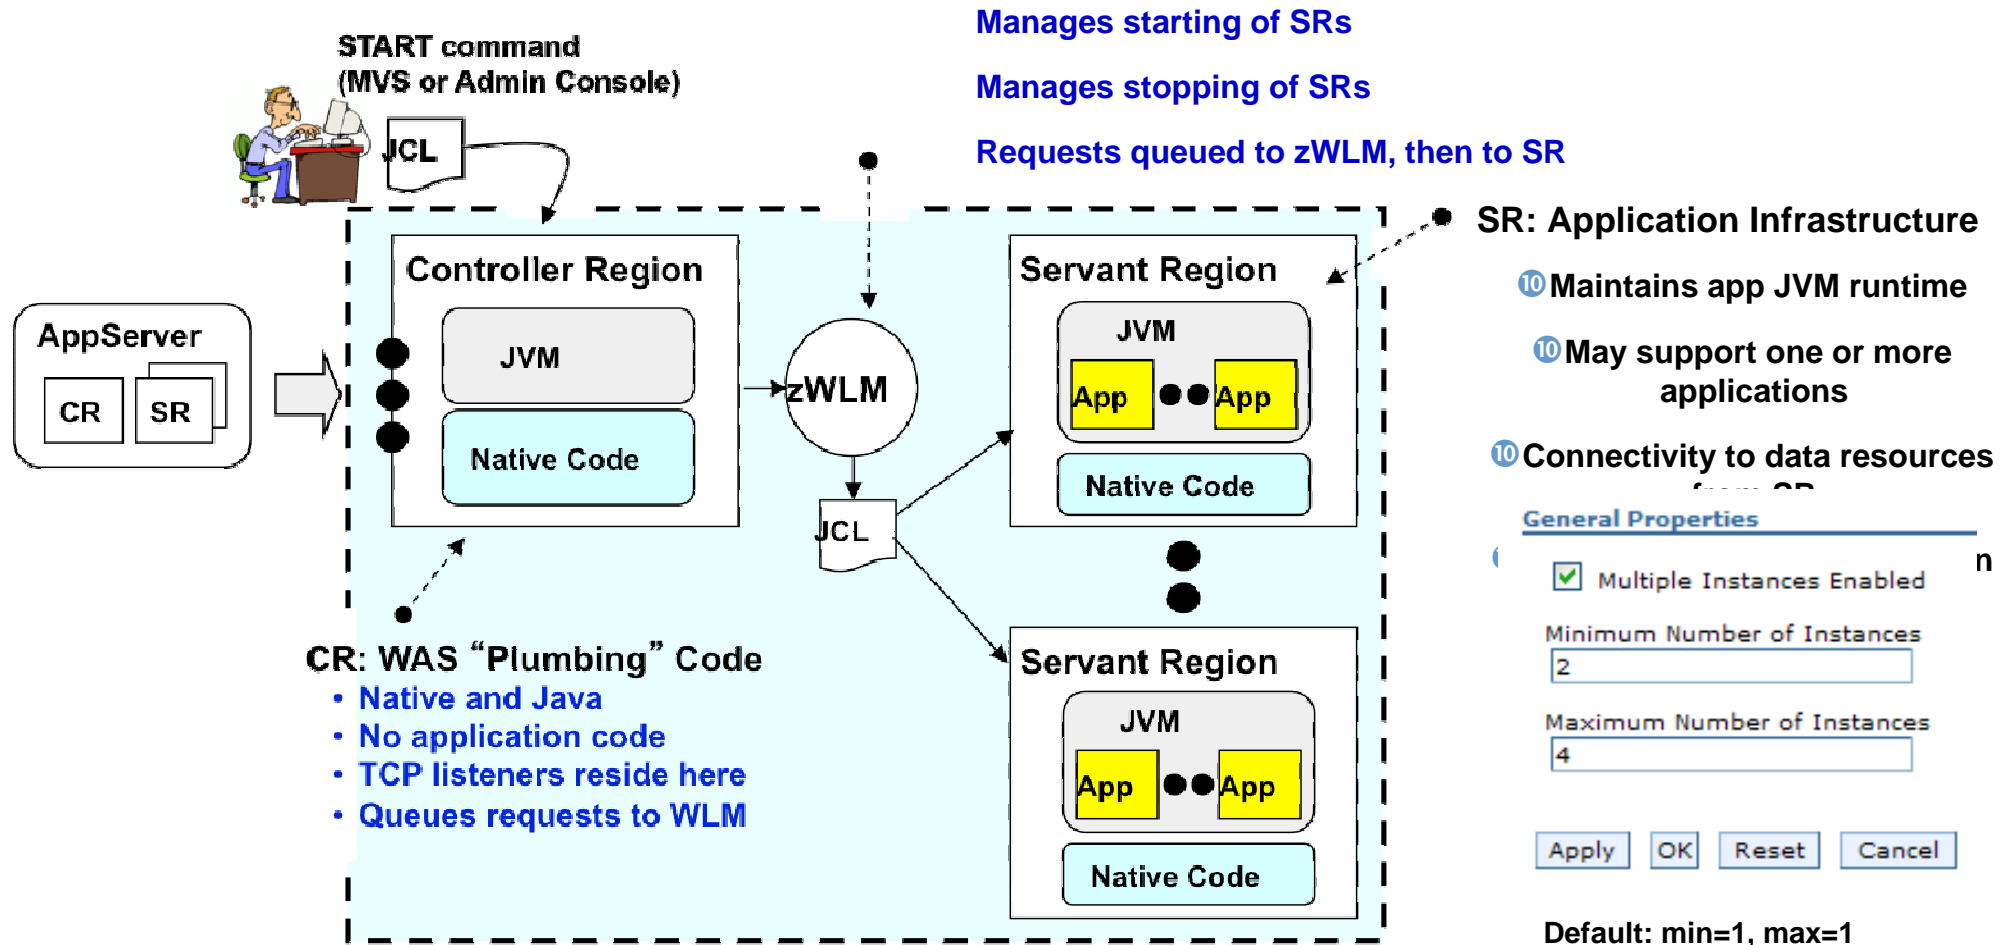 Manages starting of SRs
START command
(MVS or Admin Console)
Manages stopping of SRs
JCL
Requests queued to zWLM, then to SR
SR: Application Infrastructure
Controller Region
Servant Region
⑩Maintains app JVM runtime
AppServer
JVM
JVM
⑩May support one or more
applications
CR
SR
zWLM
App
App
Native Code
⑩Connectivity to data resources
Native Code
JCL
General Properties
n
Multiple Instances Enabled
Minimum Number of Instances
2
CR: WAS “Plumbing” Code
• Native and Java
• No application code
• TCP listeners reside here
• Queues requests to WLM
Servant Region
JVM
App
App
Native Code
Maximum Number of Instances
4
Apply
OK
Reset
Cancel
Default: min=1, max=1